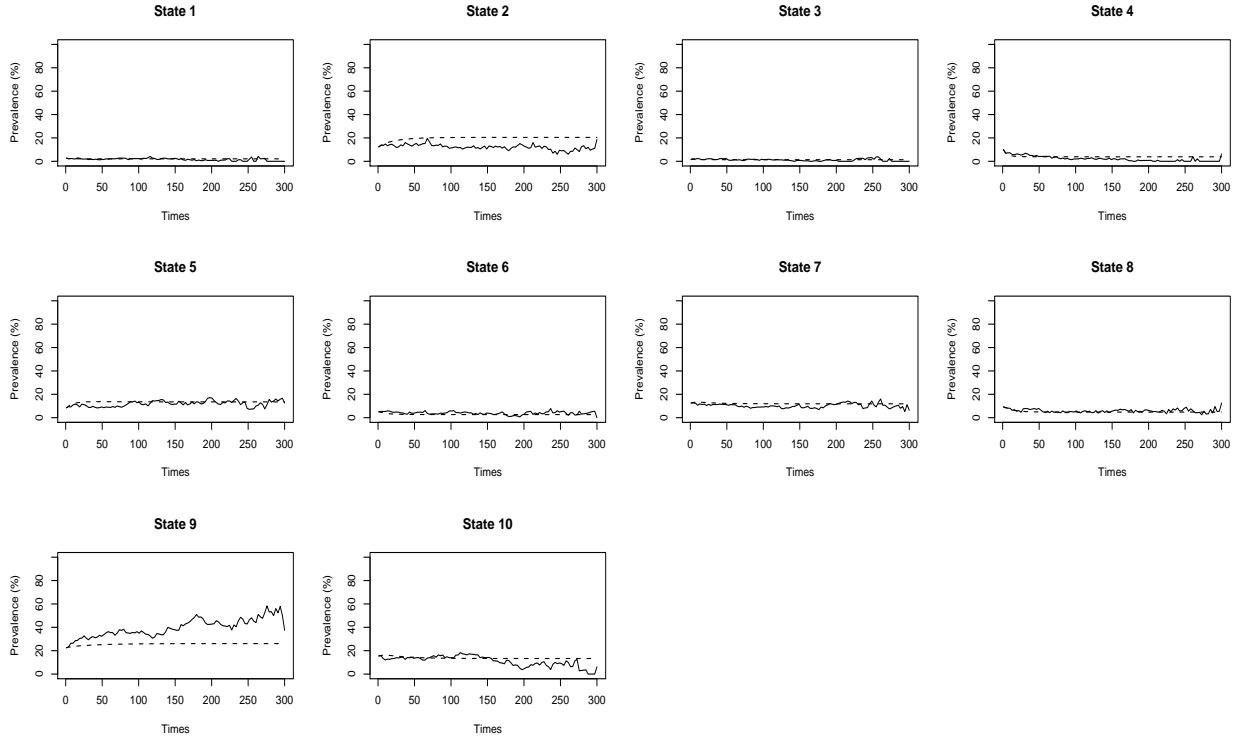 State 1
Prevalence (%)
0 20 40 60 80
0 50 100 150 200 250 300
Times
State 2
Prevalence (%)
0 20 40 60 80
0 50 100 150 200 250 300
Times
State 3
Prevalence (%)
0 20 40 60 80
0 50 100 150 200 250 300
Times
State 4
Prevalence (%)
0 20 40 60 80
0 50 100 150 200 250 300
Times
State 5
Prevalence (%)
0 20 40 60 80
0 50 100 150 200 250 300
Times
State 6
Prevalence (%)
0 20 40 60 80
0 50 100 150 200 250 300
Times
State 7
Prevalence (%)
0 20 40 60 80
0 50 100 150 200 250 300
Times
State 8
Prevalence (%)
0 20 40 60 80
0 50 100 150 200 250 300
Times
State 9
Prevalence (%)
0 20 40 60 80
0 50 100 150 200 250 300
Times
State 10
Prevalence (%)
0 20 40 60 80
0 50 100 150 200 250 300
Times